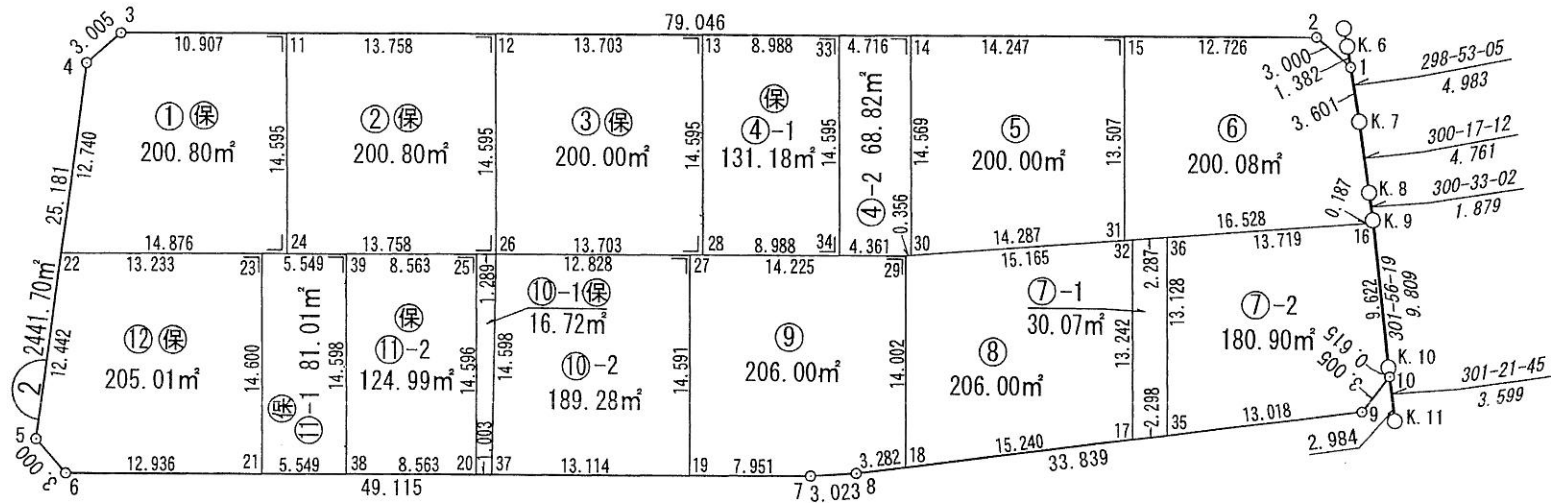 79.046
3.005 3 10.907 11 13.758 12 13.703 13 8.988 33 4.716 14 14.247 15 12.726 2 K.6
4 3.000 1.382 1 298-53-05
4.983
3.601 K.7
①㋭ 200.80㎡
②㋭ 200.80㎡
③㋭ 200.00㎡
保 ④-1 131.18㎡
④-2 68.82㎡
⑤ 200.00㎡
⑥ 200.08㎡
12.740 14.595 14.595 14.595 14.595 14.569 13.507
25.181
300-17-12
4.761
K.8 300-33-02
1.879
0.187 K.9
0.356
14.876 24 13.758 26 13.703 28 8.988 34 4.361 30 14.287 31 16.528 16
22 13.233 23 5.549 39 8.563 25 12.828 27 14.225 29 15.165 32 36 13.719
1.289 2.287
② 2441.70㎡
12.442
⑫保 205.01㎡
14.600
保 ⑪-1 81.01㎡
14.598
保 ⑪-2 124.99㎡
14.596
⑩-1保 16.72㎡
14.598
⑩-2 189.28㎡
14.591
⑨ 206.00㎡
14.002
⑧ 206.00㎡
⑦-1 30.07㎡
13.242
13.128
⑦-2 180.90㎡
9.622 301-56-19
9.809
K.10
0.615
3.005 10 301-21-45
3.599
9 K.11
2.984
5 3.000
6 12.936 21 5.549 38 8.563 20 1.003 37 13.114 19 7.951 7 3.023 8 3.282 18 15.240 17 2.298 35 13.018
49.115 33.839